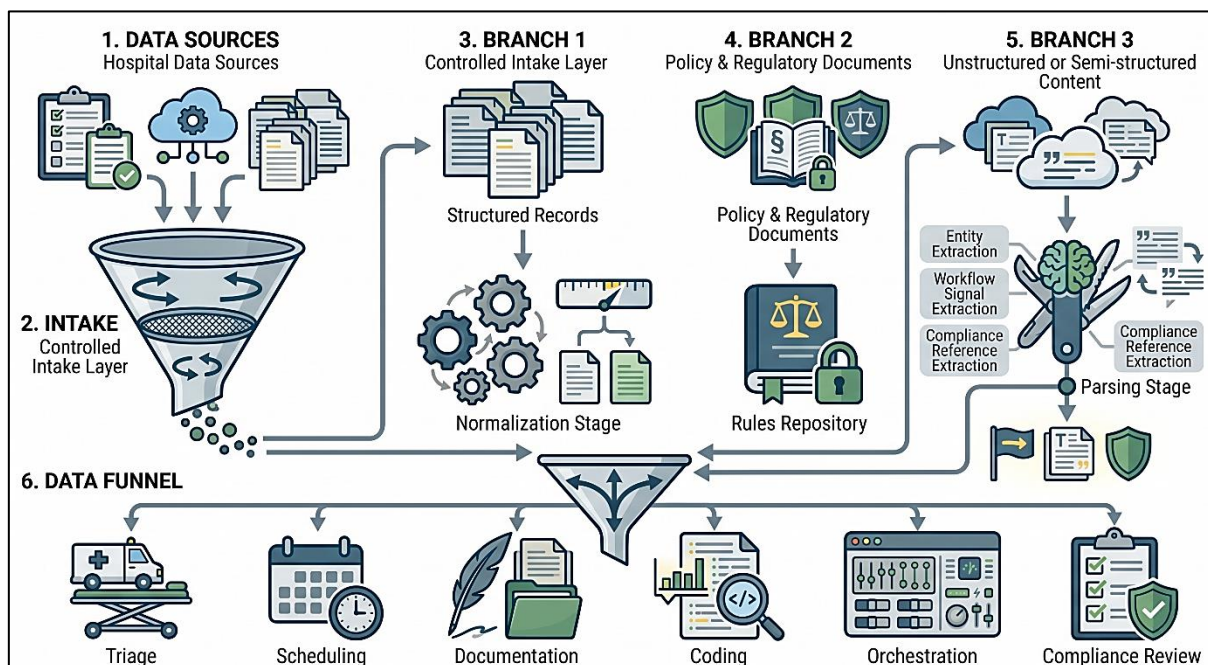 1. DATA SOURCES
Hospital Data Sources
3. BRANCH 1
Controlled Intake Layer
4. BRANCH 2
Policy & Regulatory Documents
5. BRANCH 3
Unstructured or Semi-structured
Content
Structured Records
Policy & Regulatory
Documents
§
T
Entity
Extraction
Workflow
Signal
Extraction
Compliance
Reference
Extraction
Compliance
Reference
Extraction
2. INTAKE
Controlled
Intake Layer
Normalization Stage
Rules Repository
Parsing Stage
T
6. DATA FUNNEL
</>
Triage
Scheduling
Documentation
Coding
Orchestration
Compliance Review